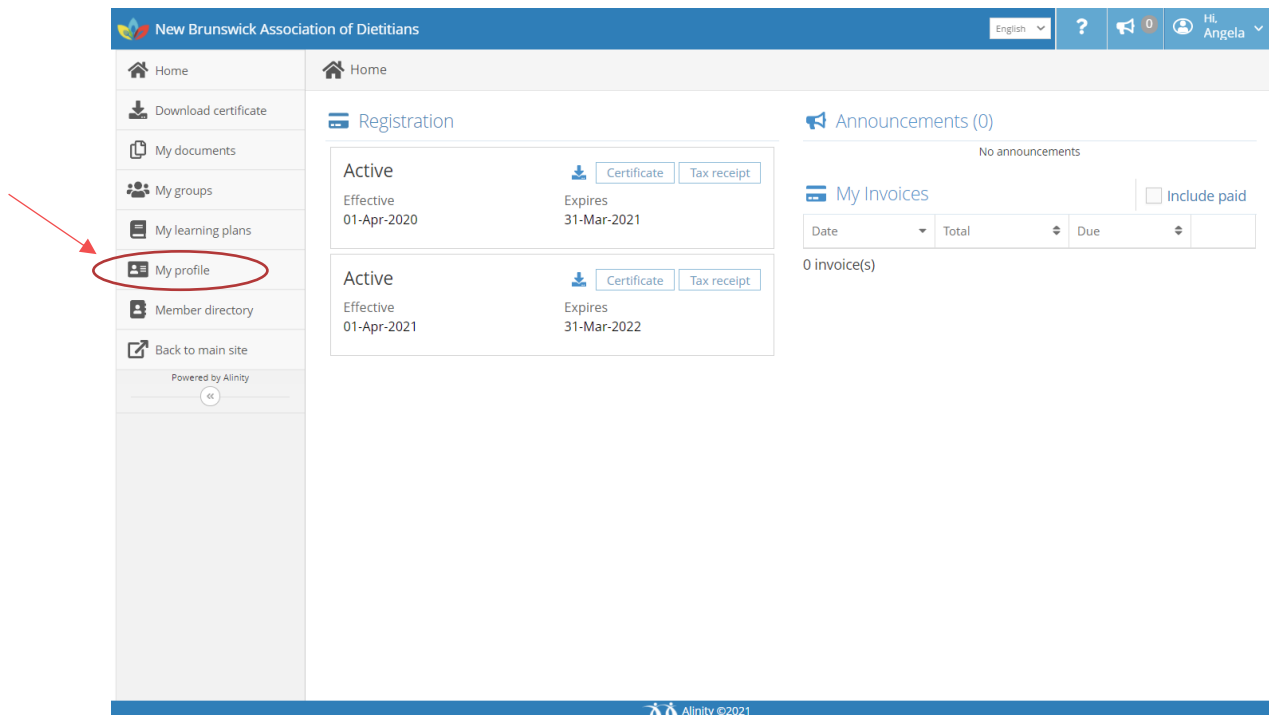 New Brunswick Association of Dietitians
English
?
0
Hi,
Angela
Home
Download certificate
My documents
My groups
My learning plans
My profile
Member directory
Back to main site
Powered by Alinity
«
Home
Registration
Active
Certificate
Tax receipt
Effective
Expires
01-Apr-2020
31-Mar-2021
Active
Certificate
Tax receipt
Effective
Expires
01-Apr-2021
31-Mar-2022
Announcements (0)
No announcements
My Invoices
Include paid
Date
Total
Due
0 invoice(s)
Alinity ©2021